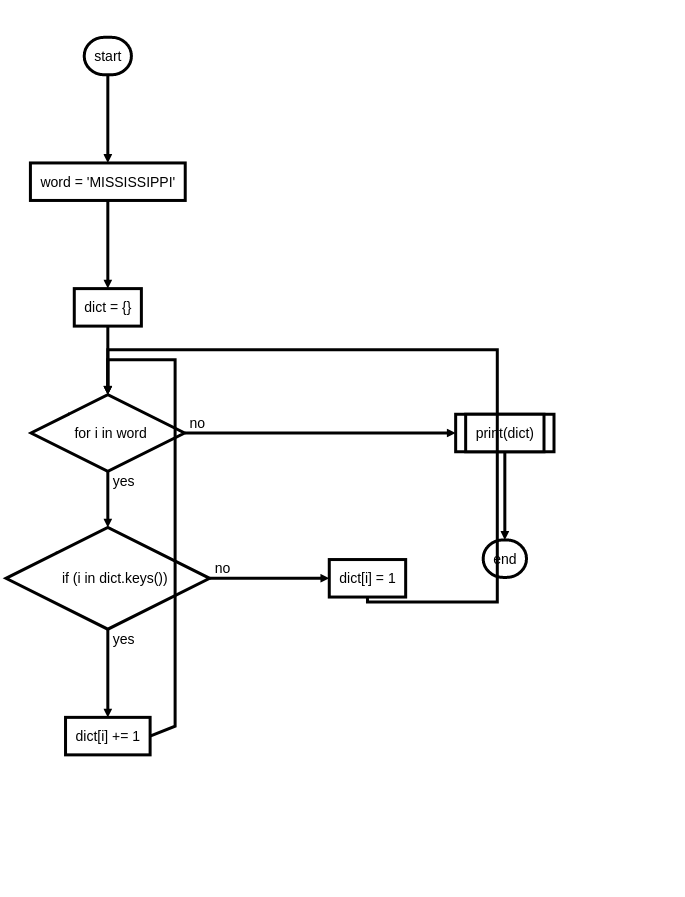 start
word = 'MISSISSIPPI'
dict = {}
for i in word
no
print(dict)
yes
end
if (i in dict.keys())
no
dict[i] = 1
yes
dict[i] += 1